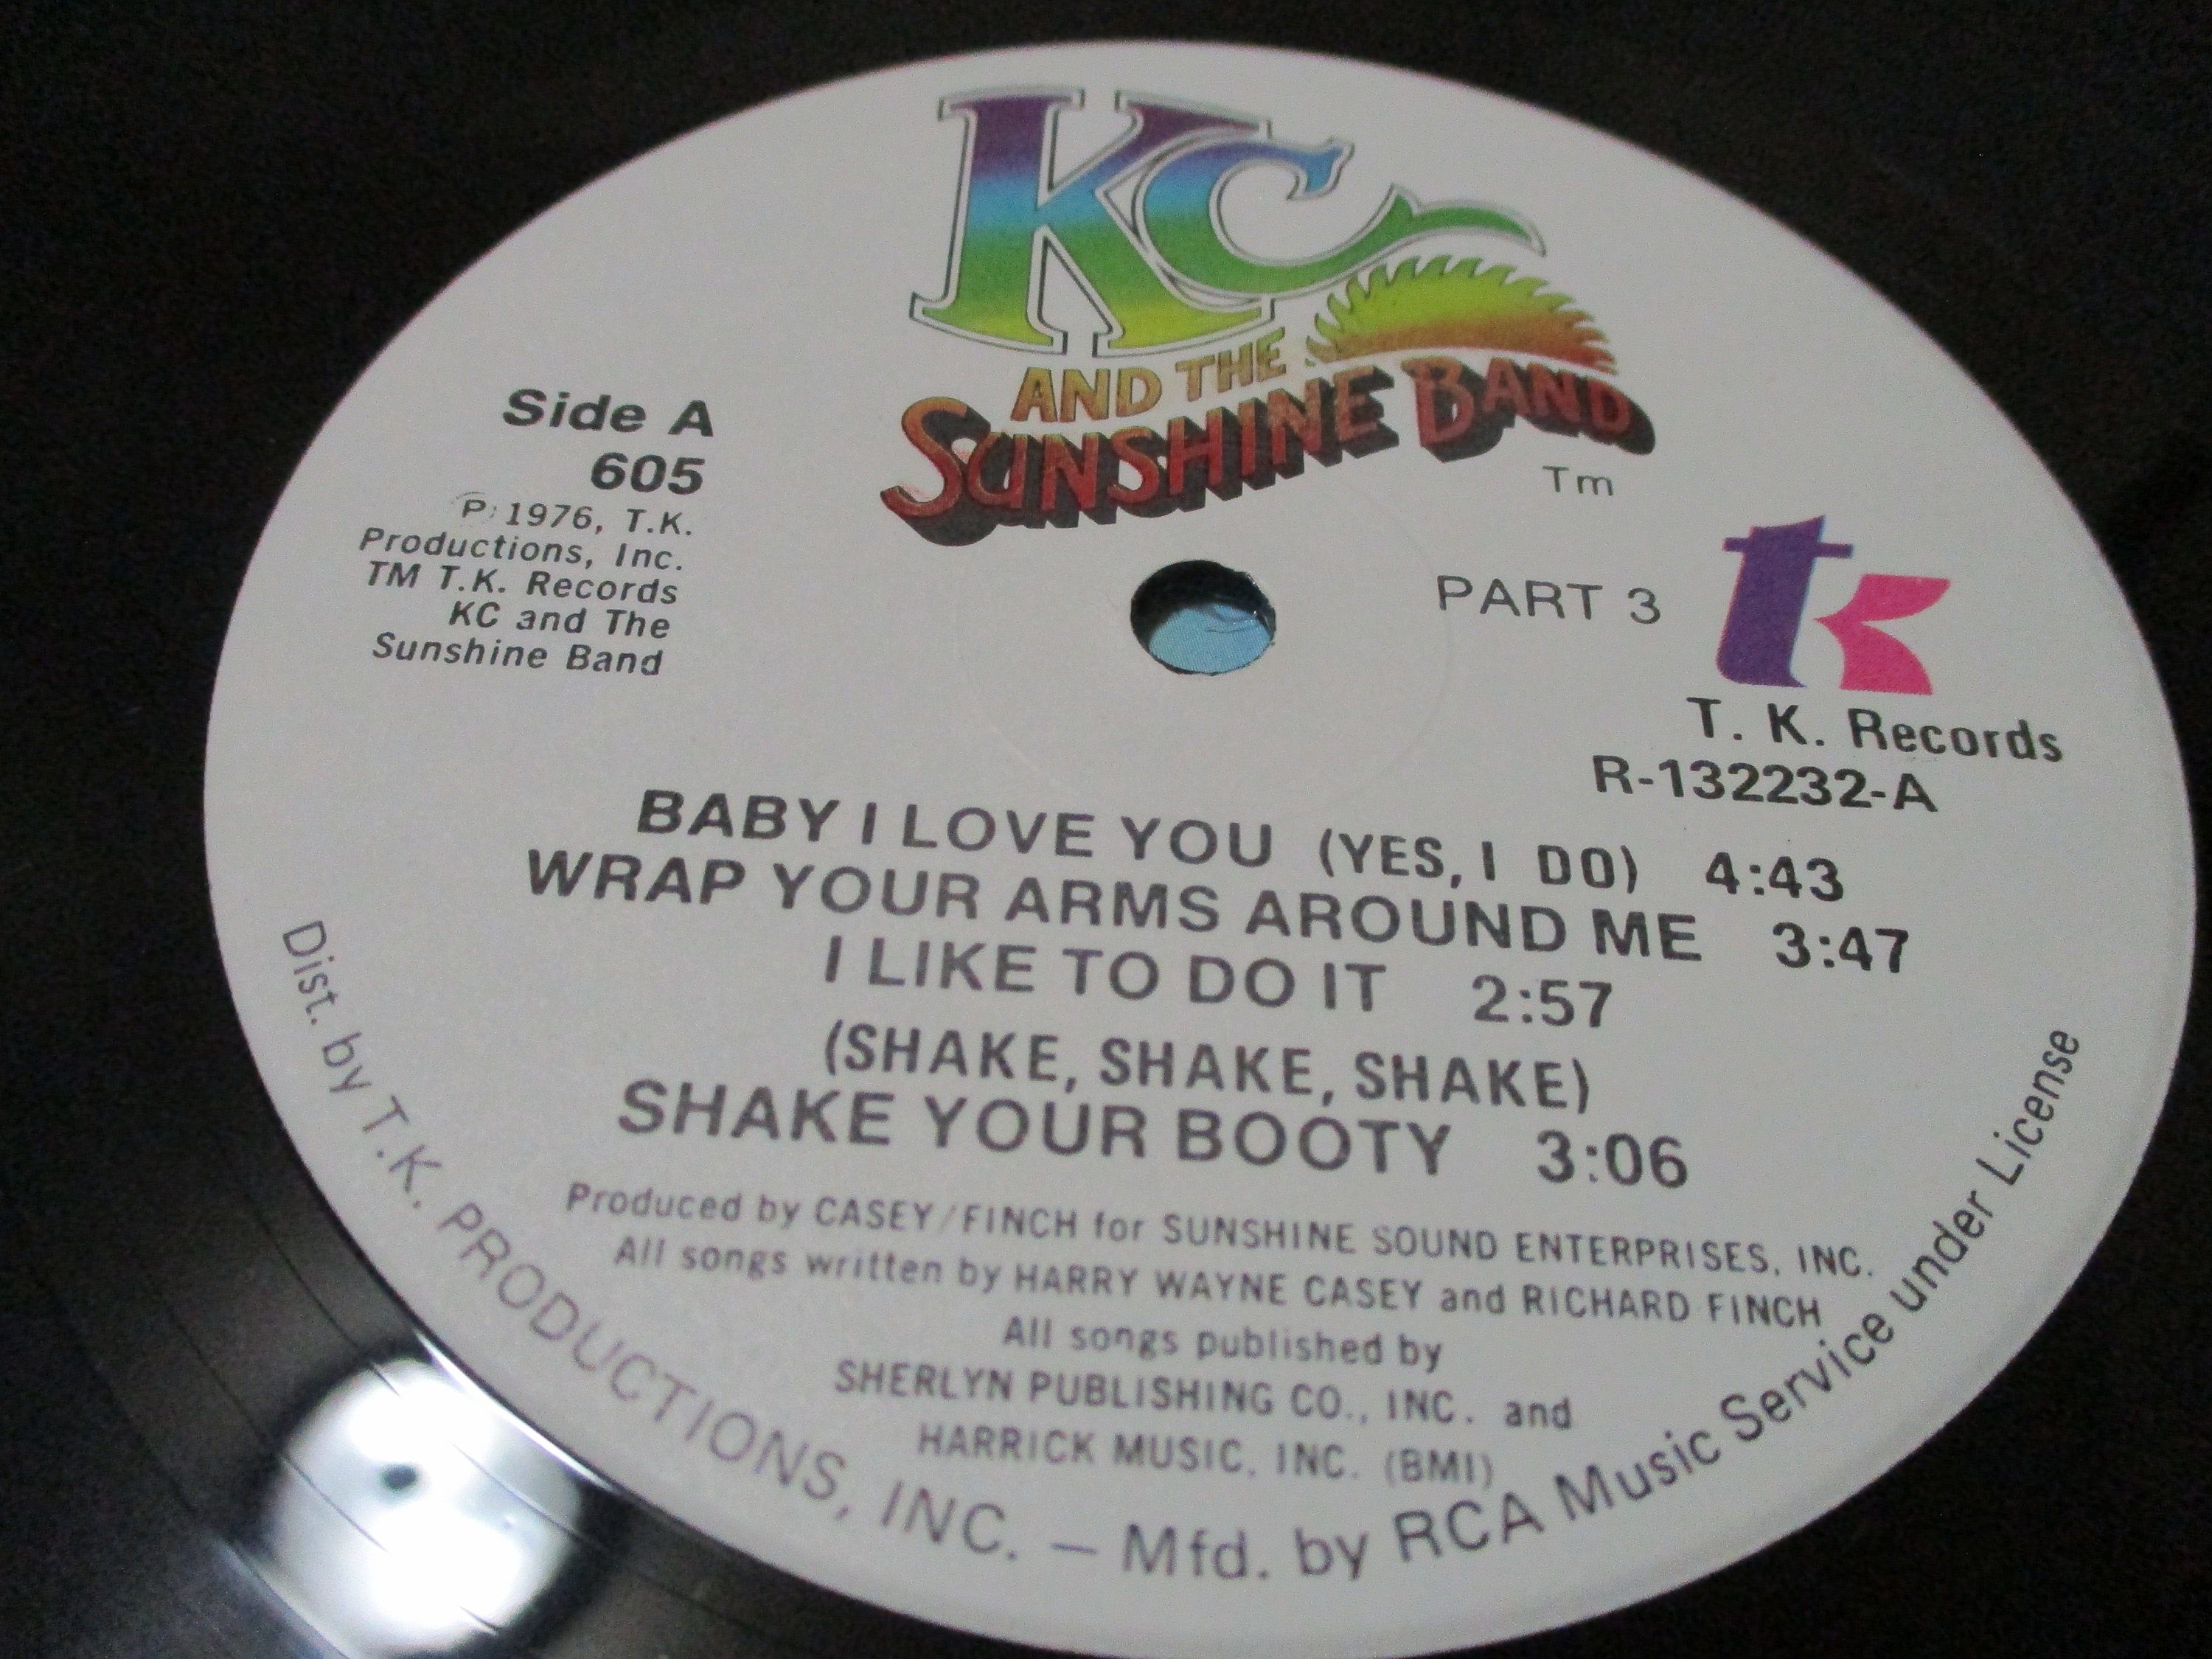 KC
AND THE
SUNSHINE BAND
Tm
Side A
605
P 1976, T.K.
Productions, Inc.
TM T.K. Records
KC and The
Sunshine Band
PART 3
tk
T. K. Records
R-132232-A
BABY I LOVE YOU (YES, I DO) 4:43
WRAP YOUR ARMS AROUND ME 3:47
I LIKE TO DO IT 2:57
(SHAKE, SHAKE, SHAKE)
SHAKE YOUR BOOTY 3:06
Produced by CASEY/FINCH for SUNSHINE SOUND ENTERPRISES, INC.
All songs written by HARRY WAYNE CASEY and RICHARD FINCH
All songs published by
SHERLYN PUBLISHING CO., INC. and
HARRICK MUSIC, INC. (BMI)
Dist. by T.K. PRODUCTIONS, INC. — Mfd. by RCA Music Service under License